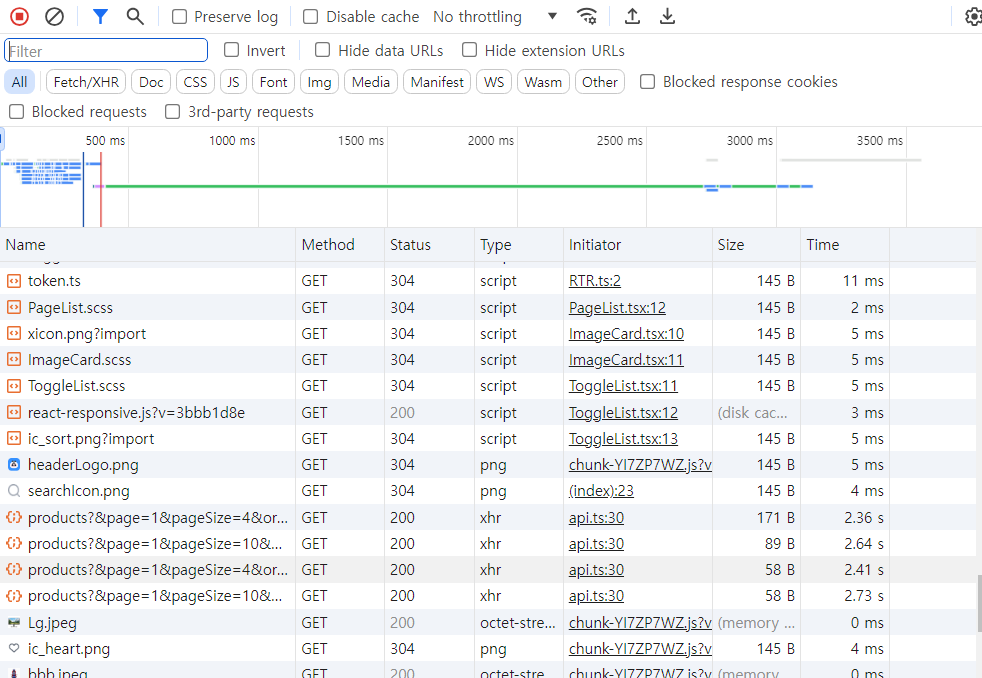 Preserve log Disable cache No throttling
Filter Invert Hide data URLs Hide extension URLs
All Fetch/XHR Doc CSS JS Font Img Media Manifest WS Wasm Other Blocked response cookies
Blocked requests 3rd-party requests
500 ms 1000 ms 1500 ms 2000 ms 2500 ms 3000 ms 3500 ms
Name Method Status Type Initiator Size Time
token.ts GET 304 script RTR.ts:2 145 B 11 ms
PageList.scss GET 304 script PageList.tsx:12 145 B 2 ms
xicon.png?import GET 304 script ImageCard.tsx:10 145 B 5 ms
ImageCard.scss GET 304 script ImageCard.tsx:11 145 B 5 ms
ToggleList.scss GET 304 script ToggleList.tsx:11 145 B 5 ms
react-responsive.js?v=3bbb1d8e GET 200 script ToggleList.tsx:12 (disk cac... 3 ms
ic_sort.png?import GET 304 script ToggleList.tsx:13 145 B 5 ms
headerLogo.png GET 304 png chunk-YI7ZP7WZ.js?v 145 B 5 ms
searchIcon.png GET 304 png (index):23 145 B 4 ms
products?&page=1&pageSize=4&or... GET 200 xhr api.ts:30 171 B 2.36 s
products?&page=1&pageSize=10&... GET 200 xhr api.ts:30 89 B 2.64 s
products?&page=1&pageSize=4&or... GET 200 xhr api.ts:30 58 B 2.41 s
products?&page=1&pageSize=10&... GET 200 xhr api.ts:30 58 B 2.73 s
Lg.jpeg GET 200 octet-stre... chunk-YI7ZP7WZ.js?v (memory ... 0 ms
ic_heart.png GET 304 png chunk-YI7ZP7WZ.js?v 145 B 4 ms
bbb.jpeg GET 200 octet-stre... chunk-YI7ZP7WZ.js?v (memory ... 0 ms